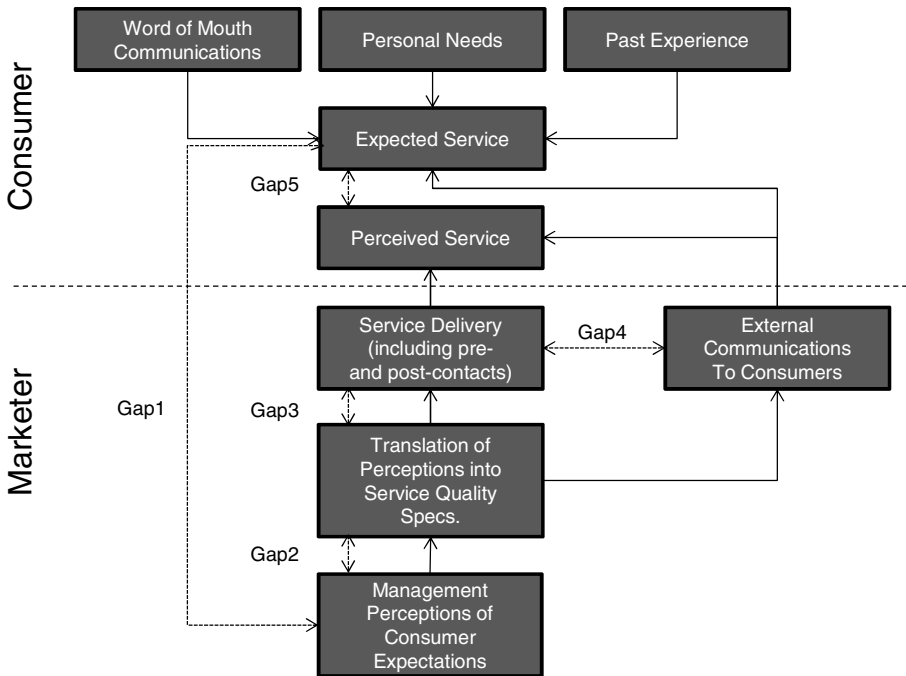 Word of Mouth
Communications
Personal Needs
Past Experience
Consumer
Expected Service
Gap5
Perceived Service
Service Delivery
(including pre-
and post-contacts)
Gap4
External
Communications
To Consumers
Marketer
Gap1
Gap3
Translation of
Perceptions into
Service Quality
Specs.
Gap2
Management
Perceptions of
Consumer
Expectations